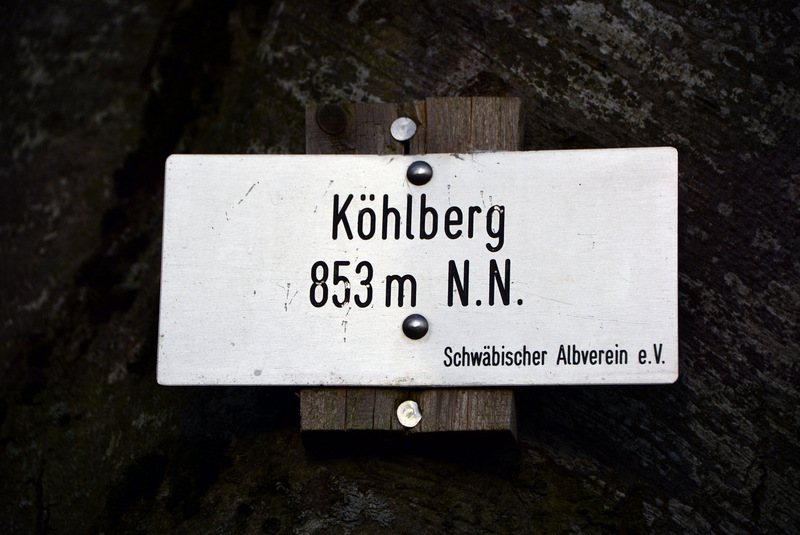 Köhlberg
853 m N.N.
Schwäbischer Albverein e.V.